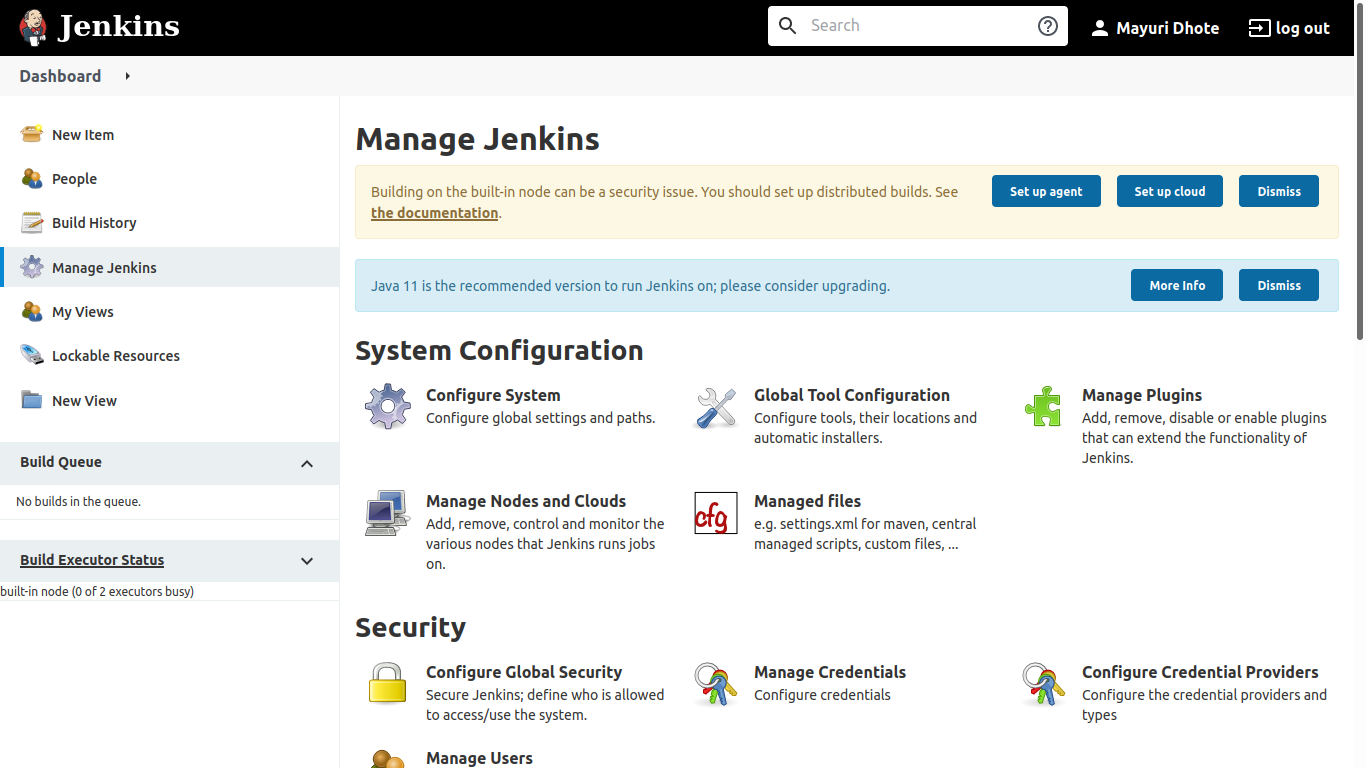 Jenkins
Search
Mayuri Dhote
log out
Dashboard
New Item
People
Build History
Manage Jenkins
My Views
Lockable Resources
New View
Build Queue
No builds in the queue.
Build Executor Status
built-in node (0 of 2 executors busy)
Manage Jenkins
Building on the built-in node can be a security issue. You should set up distributed builds. See
the documentation.
Set up agent
Set up cloud
Dismiss
Java 11 is the recommended version to run Jenkins on; please consider upgrading.
More Info
Dismiss
System Configuration
Configure System
Configure global settings and paths.
Global Tool Configuration
Configure tools, their locations and
automatic installers.
Manage Plugins
Add, remove, disable or enable plugins
that can extend the functionality of
Jenkins.
Manage Nodes and Clouds
Add, remove, control and monitor the
various nodes that Jenkins runs jobs
on.
cfg
Managed files
e.g. settings.xml for maven, central
managed scripts, custom files, ...
Security
Configure Global Security
Secure Jenkins; define who is allowed
to access/use the system.
Manage Credentials
Configure credentials
Configure Credential Providers
Configure the credential providers and
types
Manage Users